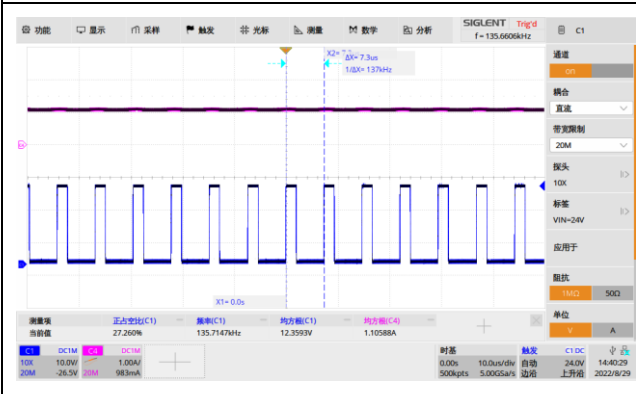 功能 显示 采样 触发 光标 测量 数学 分析 SIGLENT Trig'd C1
f = 135.6606kHz
通道
on
耦合
直流
带宽限制
20M
探头
10X
标签
VIN=24V
应用于
阻抗
1MΩ 50Ω
单位
V A
ΔX= 7.3us
1/ΔX= 137kHz
X1= 0.0s
测量项 正占空比(C1) 频率(C1) 均方根(C1) 均方根(C4)
当前值 27.260% 135.7147kHz 12.3593V 1.10588A
C1 DC1M C4 DC1M 时基 触发 C1 DC
10X 10.0V/ 1.00A/ 0.00s 10.0us/div 自动 24.0V 14:40:29
20M -26.5V 20M 983mA 500kpts 5.00GSa/s 边沿 上升沿 2022/8/29